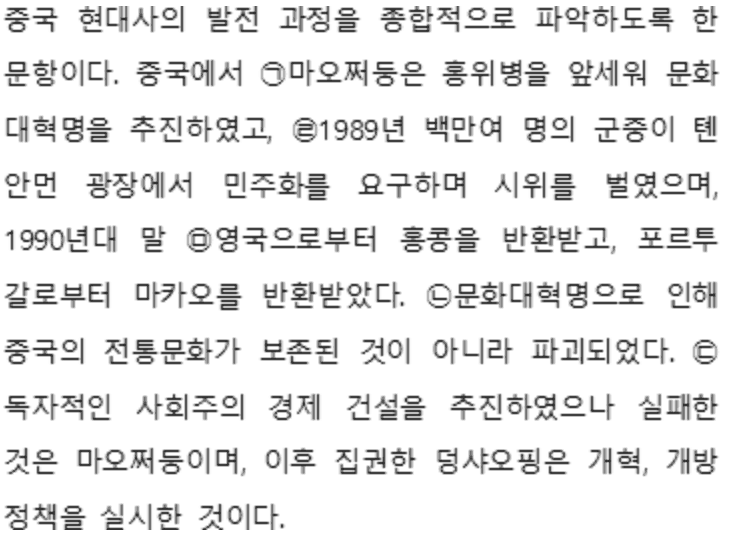 중국 현대사의 발전 과정을 종합적으로 파악하도록 한
문항이다. 중국에서 ㉠마오쩌둥은 홍위병을 앞세워 문화
대혁명을 추진하였고, ㉣1989년 백만여 명의 군중이 톈
안먼 광장에서 민주화를 요구하며 시위를 벌였으며,
1990년대 말 ㉤영국으로부터 홍콩을 반환받고, 포르투
갈로부터 마카오를 반환받았다. ㉡문화대혁명으로 인해
중국의 전통문화가 보존된 것이 아니라 파괴되었다. ㉢
독자적인 사회주의 경제 건설을 추진하였으나 실패한
것은 마오쩌둥이며, 이후 집권한 덩샤오핑은 개혁, 개방
정책을 실시한 것이다.